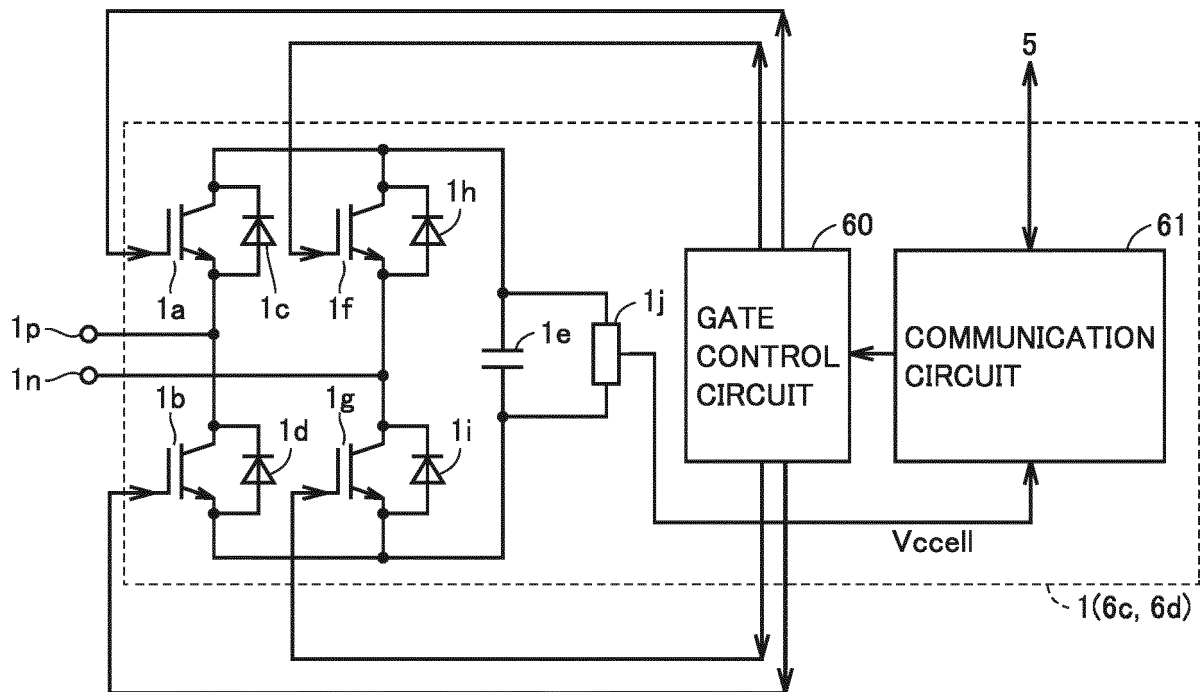 5
1h
60
61
1a
1c
1f
1j
1p
1e
GATE
CONTROL
CIRCUIT
COMMUNICATION
CIRCUIT
1n
1b
1g
1d
1i
Vccell
1(6c, 6d)